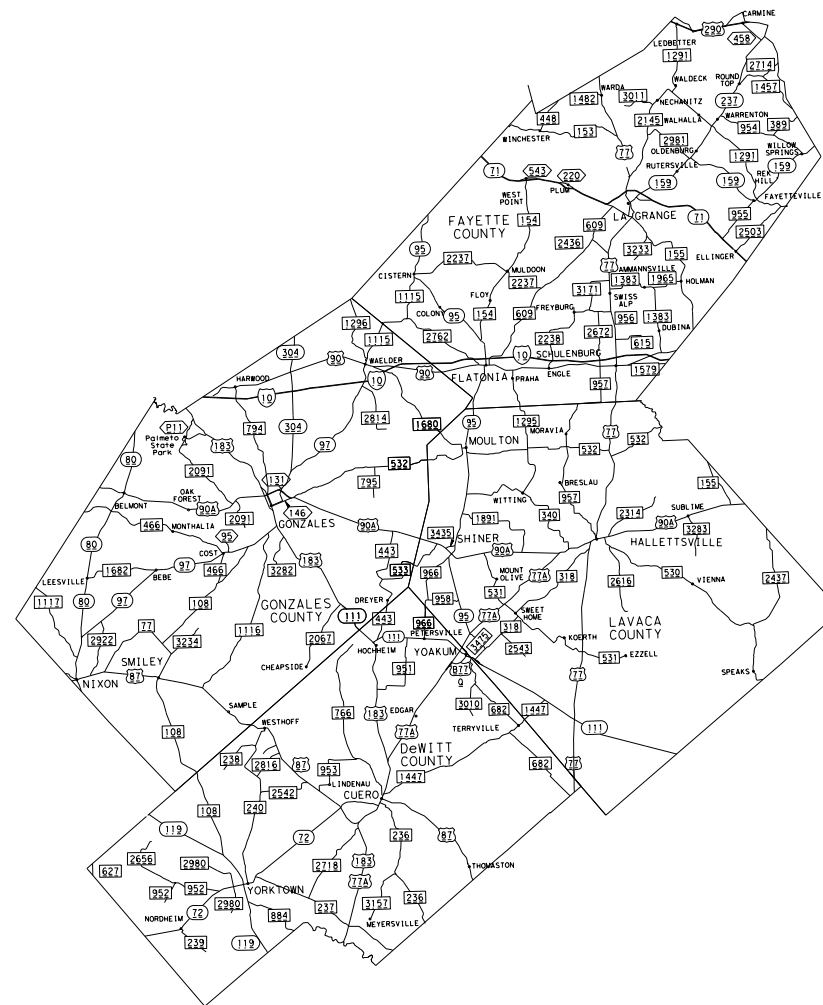 CARMINE
290
LEDBETTER
458
1291
2714
WALDECK
ROUND
TOP
1457
WARDA
3011
1482
NECHANITZ
237
448
2145
WALHALLA
WARRENTON
389
954
WINCHESTER
153
2981
WILLOW
SPRINGS
77
OLDENBURG
1291
RUTERSVILLE
159
REK
HILL
71
543
220
WEST
POINT
PLUM
159
159
FAYETTEVILLE
LA GRANGE
FAYETTE
COUNTY
154
609
71
955
2503
95
2436
3233
ELLINGER
155
2237
77
AMMANNSVILLE
CISTERN
MULDOON
2237
1383
1965
HOLMAN
1115
FLOY
3171
SWISS
ALP
COLONY
95
154
609
FREYBURG
956
1383
1296
2762
2238
2672
DUBINA
1115
615
304
10
SCHULENBURG
WAELDER
90
90
FLATONIA
PRAHA
ENGLE
1579
HARWOOD
10
10
957
2814
1680
95
1295
P11
794
304
77
MORAVIA
Palmeto
State
Park
183
97
MOULTON
532
532
80
2091
131
532
795
BRESLAU
155
OAK
FOREST
957
WITTING
BELMONT
90A
146
2314
SUBLIME
466
2091
GONZALES
90A
1891
340
90A
MONTHALIA
3283
95
3435
SHINER
HALLETTSVILLE
80
COST
443
90A
97
183
LEESVILLE
1682
466
3282
533
966
MOUNT
OLIVE
77A
318
530
2437
BEBE
2616
VIENNA
97
108
GONZALES
COUNTY
DREYER
958
531
1117
80
111
443
966
95
77A
SWEET
HOME
LAVACA
COUNTY
77
1116
111
PETERSVILLE
318
2922
3234
2067
HOCHHEIM
YOAKUM
3475
KOERTH
2543
SMILEY
CHEAPSIDE
951
531
EZZELL
NIXON
87
B77
Q
77
SPEAKS
SAMPLE
766
3010
682
108
WESTHOFF
183
EDGAR
1447
77A
TERRYVILLE
111
238
2816
87
DeWITT
COUNTY
953
682
77
2542
LINDENAU
1447
108
240
CUERO
119
72
236
87
2656
2980
2718
183
627
THOMASTON
952
952
77A
YORKTOWN
72
2980
237
3157
236
NORDHEIM
884
MEYERSVILLE
239
119